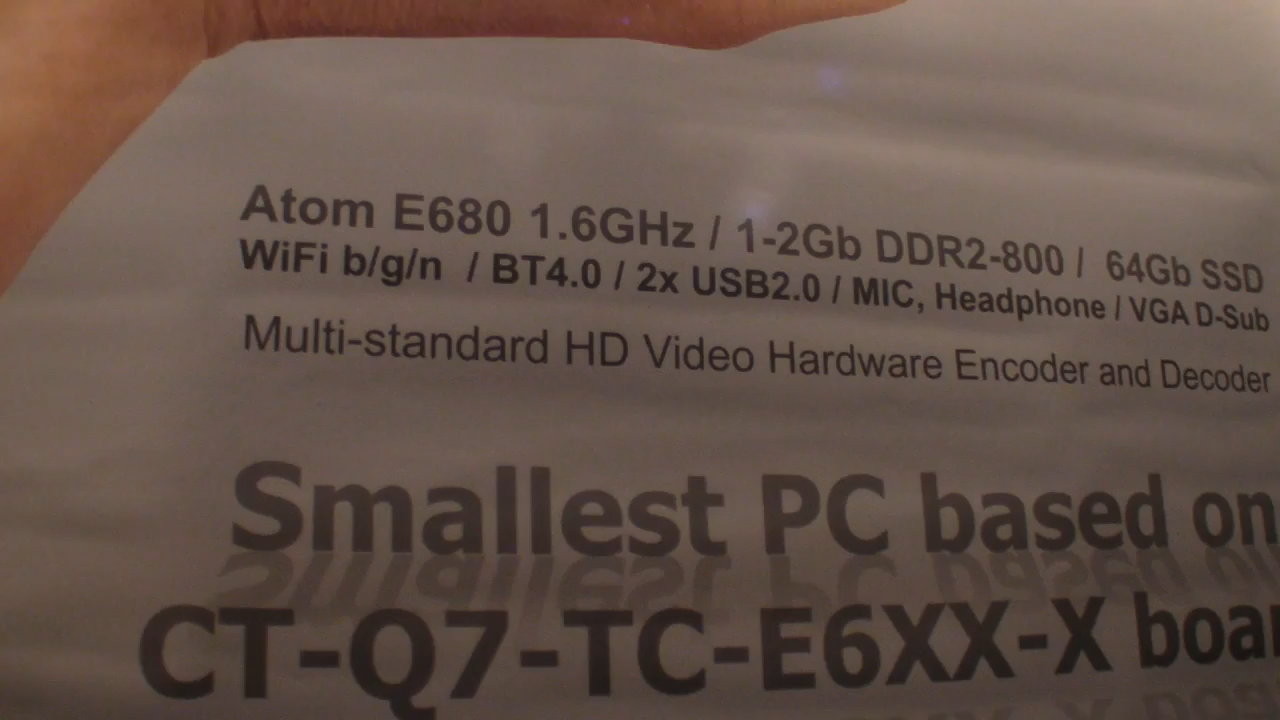 Atom E680 1.6GHz / 1-2Gb DDR2-800 / 64Gb SSD
WiFi b/g/n / BT4.0 / 2x USB2.0 / MIC, Headphone / VGA D-Sub
Multi-standard HD Video Hardware Encoder and Decoder
Smallest PC based on
CT-Q7-TC-E6XX-X